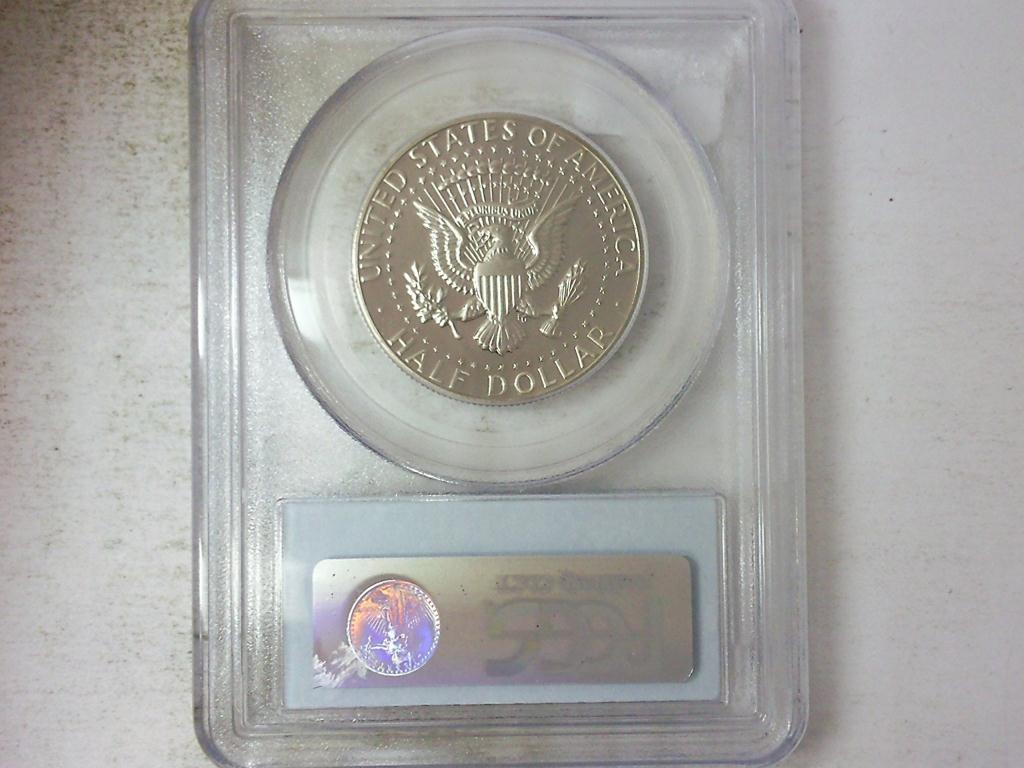 UNITED STATES OF AMERICA
E PLURIBUS UNUM
HALF DOLLAR